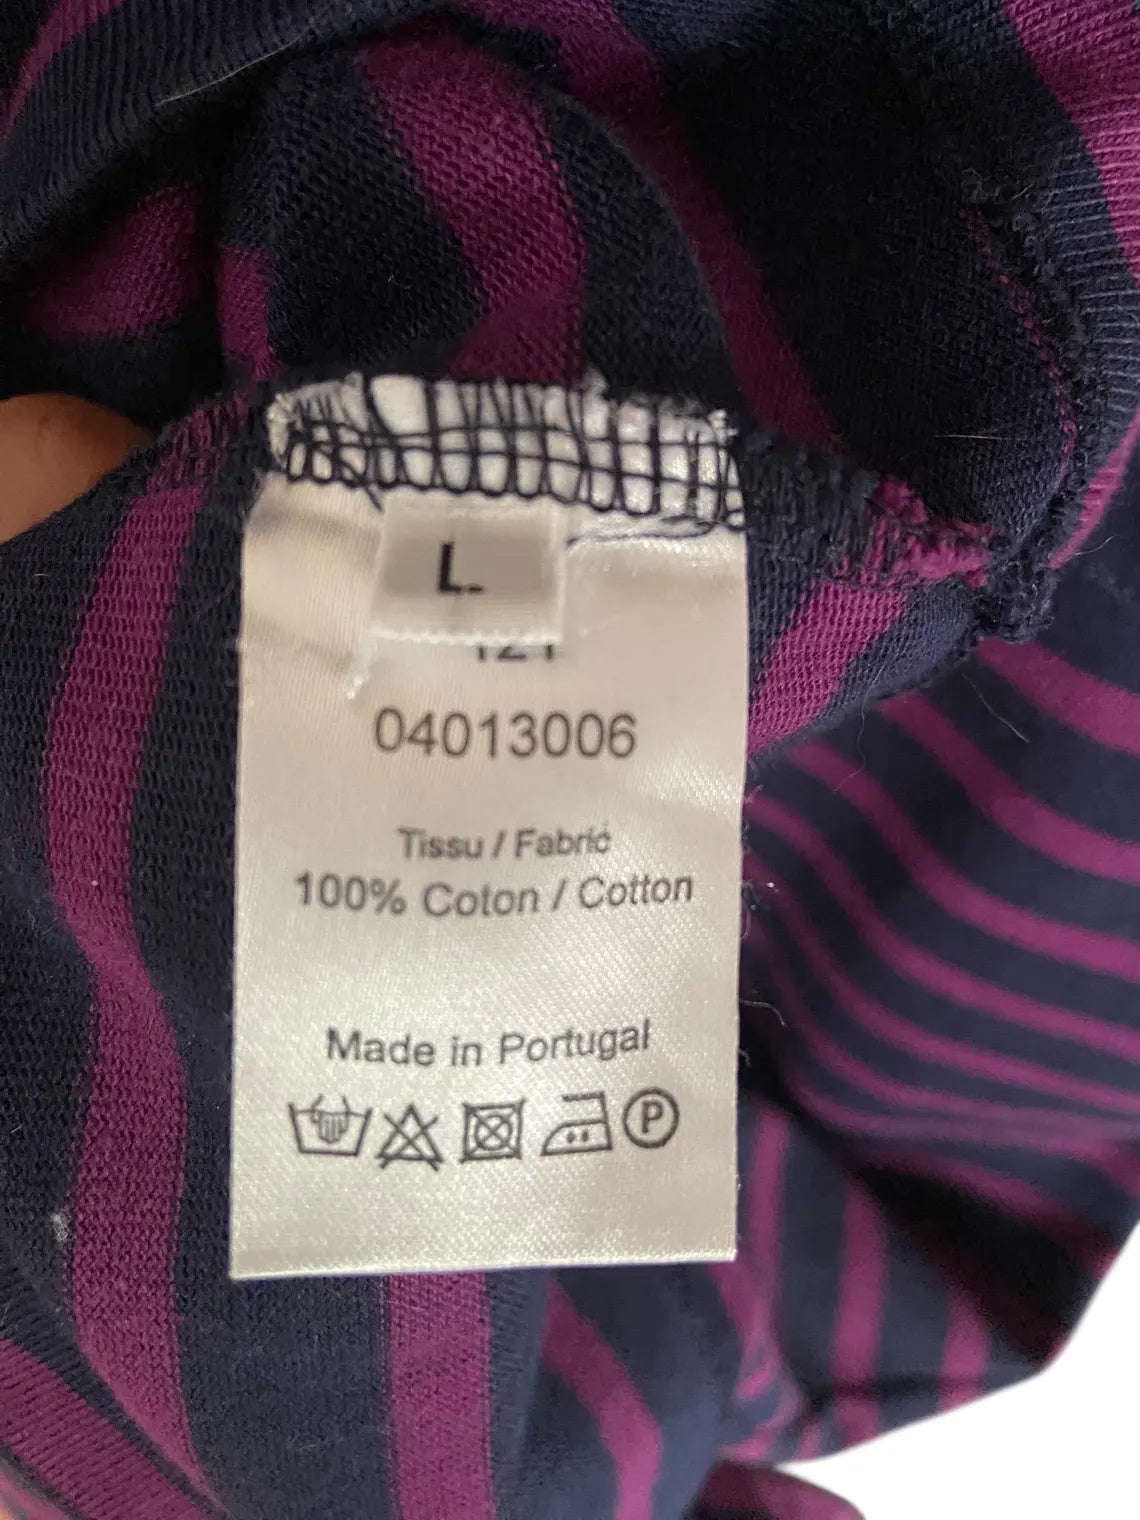 L.
04013006
Tissu / Fabric
100% Coton / Cotton
Made in Portugal
P